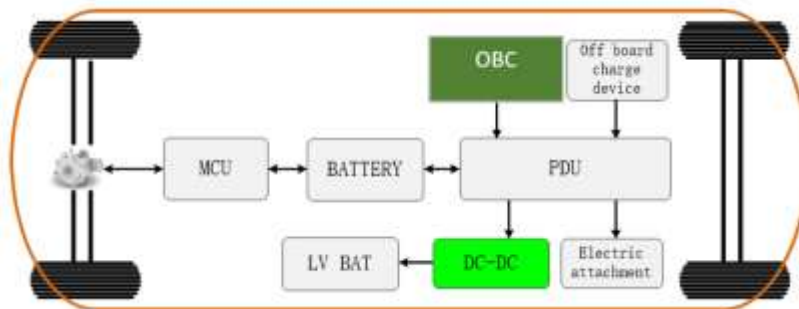 OBC
Off board
charge
device
MCU
BATTERY
PDU
LV BAT
DC-DC
Electric
attachment